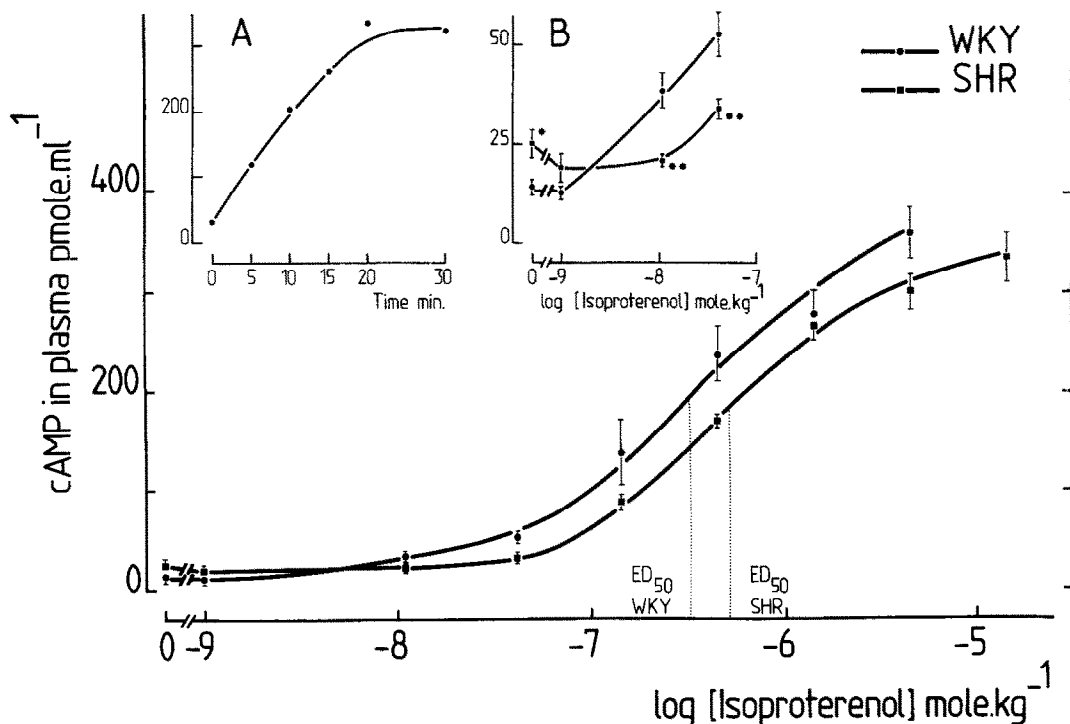 A
200
0
0 5 10 15 20 30
Time min.
B
50
25
0
* ** **
0 -9 -8 -7
log [Isoproterenol] mole.kg⁻¹
WKY
SHR
cAMP in plasma pmole.ml⁻¹
400
200
0
ED₅₀ WKY
ED₅₀ SHR
0 -9 -8 -7 -6 -5
log [Isoproterenol] mole.kg⁻¹